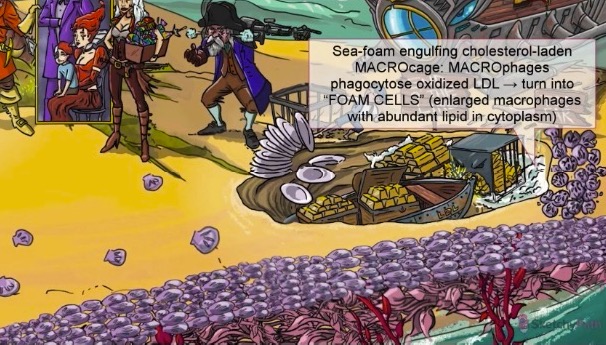 Sea-foam engulfing cholesterol-laden
MACROcage: MACROphages
phagocytose oxidized LDL → turn into
“FOAM CELLS” (enlarged macrophages
with abundant lipid in cytoplasm)